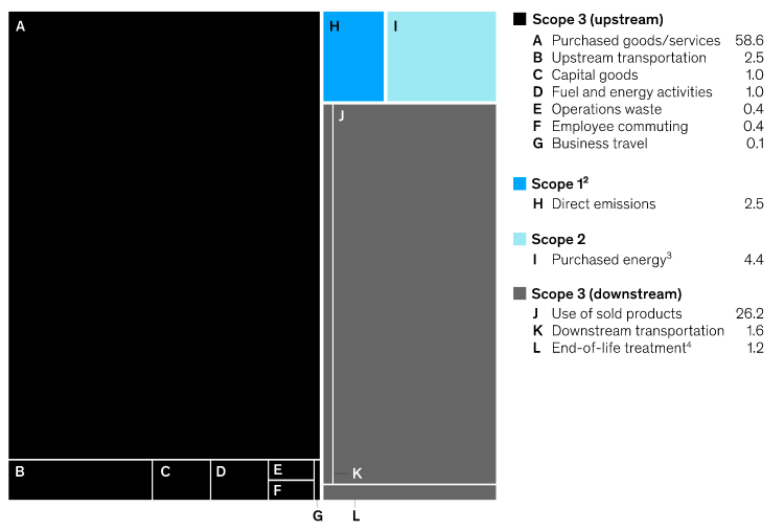 A
H
I
J
B
C
D
E
F
K
G
L
Scope 3 (upstream)
A Purchased goods/services 58.6
B Upstream transportation 2.5
C Capital goods 1.0
D Fuel and energy activities 1.0
E Operations waste 0.4
F Employee commuting 0.4
G Business travel 0.1
Scope 1²
H Direct emissions 2.5
Scope 2
I Purchased energy³ 4.4
Scope 3 (downstream)
J Use of sold products 26.2
K Downstream transportation 1.6
L End-of-life treatment⁴ 1.2